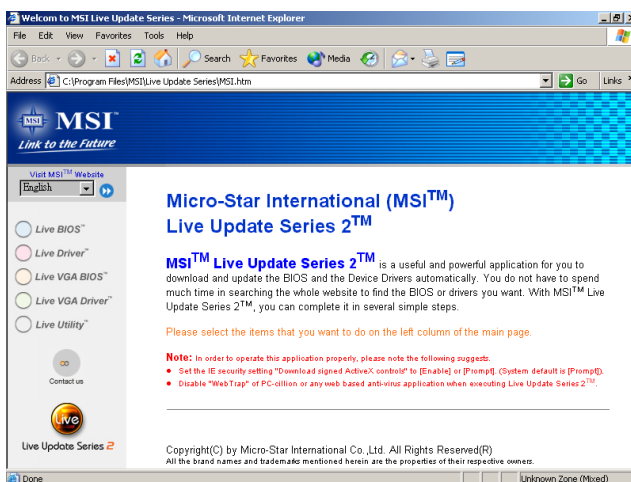 Welcom to MSI Live Update Series - Microsoft Internet Explorer
File Edit View Favorites Tools Help
Back Search Favorites Media
Address C:\Program Files\MSI\Live Update Series\MSI.htm Go Links
MSI
MSI™
Link to the Future
Visit MSI™ Website
English
Live BIOS™
Live Driver™
Live VGA BIOS™
Live VGA Driver™
Live Utility™
Contact us
Live
Live Update Series 2
Micro-Star International (MSI™)
Live Update Series 2™
MSI™ Live Update Series 2™ is a useful and powerful application for you to
download and update the BIOS and the Device Drivers automatically. You do not have to spend
much time in searching the whole website to find the BIOS or drivers you want. With MSI™ Live
Update Series 2™, you can complete it in several simple steps.
Please select the items that you want to do on the left column of the main page.
Note: In order to operate this application properly, please note the following suggests.
Set the IE security setting "Download signed ActiveX controls" to [Enable] or [Prompt]. (System default is [Prompt]).
Disable "WebTrap" of PC-cillion or any web based anti-virus application when executing Live Update Series 2™.
Copyright(C) by Micro-Star International Co.,Ltd. All Rights Reserved(R)
All the brand names and trademarks mentioned herein are the properties of their respective owners.
Done Unknown Zone (Mixed)